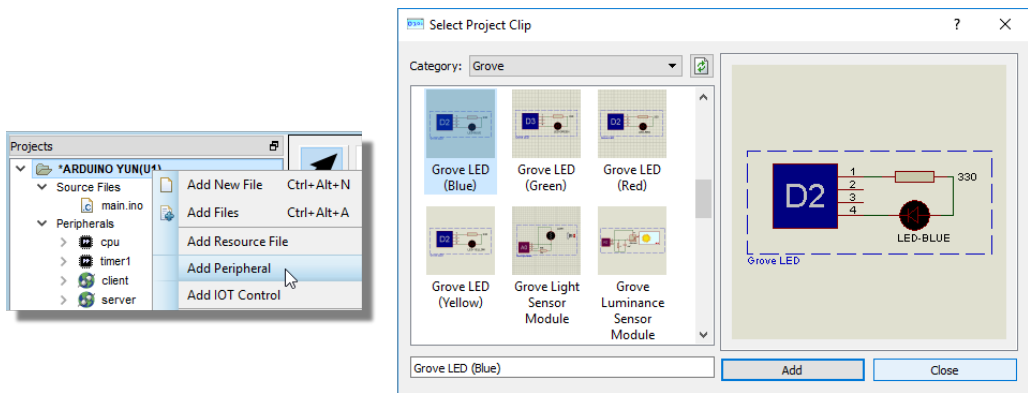 Projects
*ARDUINO YUN(U1)
Source Files
main.ino
Peripherals
cpu
timer1
client
server
Add New File Ctrl+Alt+N
Add Files Ctrl+Alt+A
Add Resource File
Add Peripheral
Add IOT Control
Select Project Clip
?
Category: Grove
D2
D3
D2
Grove LED
(Blue)
Grove LED
(Green)
Grove LED
(Red)
D2
Grove LED
(Yellow)
Grove Light
Sensor
Module
Grove
Luminance
Sensor
Module
Grove LED (Blue)
D2
1
2
3
4
330
LED-BLUE
Grove LED
Add
Close